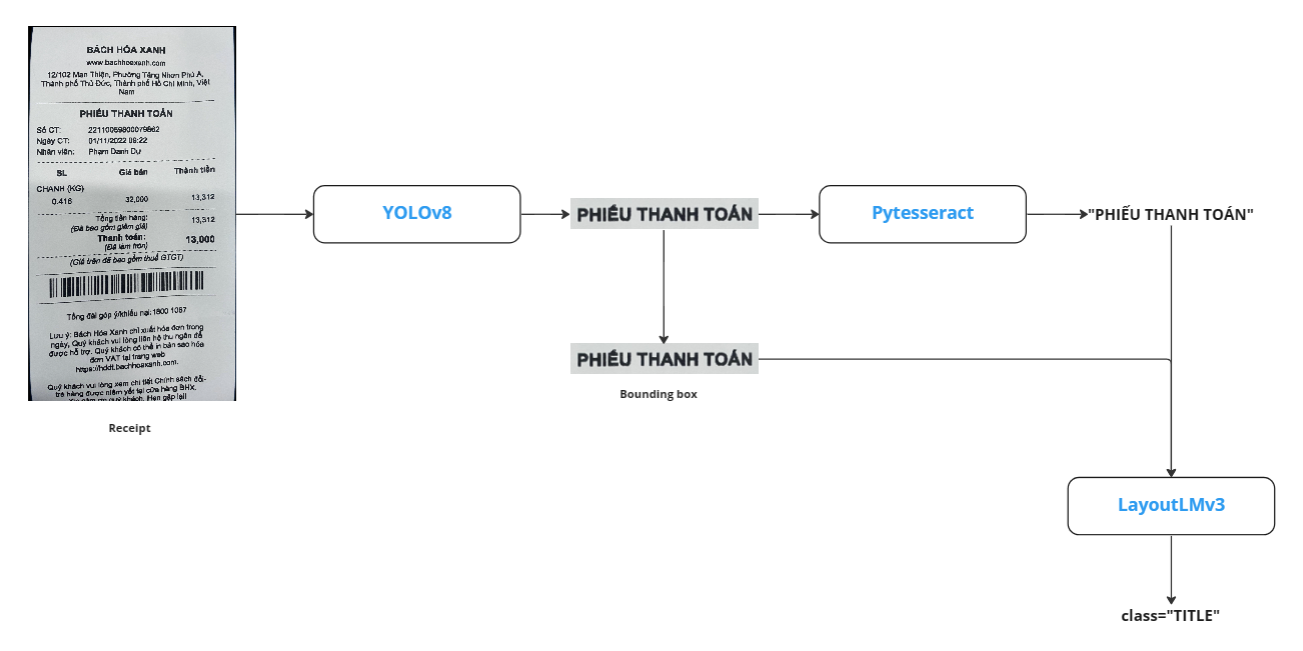 BÁCH HÓA XANH
www.bachhoaxanh.com
12/102 Man Thiện, Phường Tăng Nhơn Phú A,
Thành phố Thủ Đức, Thành phố Hồ Chí Minh, Việt
Nam
PHIẾU THANH TOÁN
Số CT: 22110069800079862
Ngày CT: 01/11/2022 09:22
Nhân viên: Phạm Danh Dự
SL Giá bán Thành tiền
CHANH (KG)
0.416 32,000 13,312
Tổng tiền hàng: 13,312
(Đã bao gồm giảm giá)
Thanh toán: 13,000
(Đã làm tròn)
(Giá trên đã bao gồm thuế GTGT)
Tổng đài góp ý/khiếu nại: 1800 1067
Lưu ý: Bách Hóa Xanh chỉ xuất hóa đơn trong
ngày, Quý khách vui lòng liên hệ thu ngân để
được hỗ trợ. Quý khách có thể in bản sao hóa
đơn VAT tại trang web
https://hddt.bachhoaxanh.com.
Quý khách vui lòng xem chi tiết Chính sách đổi-
trả hàng được niêm yết tại cửa hàng BHX.
quý khách. Hẹn gặp lại!
Receipt
YOLOv8
PHIẾU THANH TOÁN
Pytesseract
"PHIẾU THANH TOÁN"
PHIẾU THANH TOÁN
Bounding box
LayoutLMv3
class="TITLE"